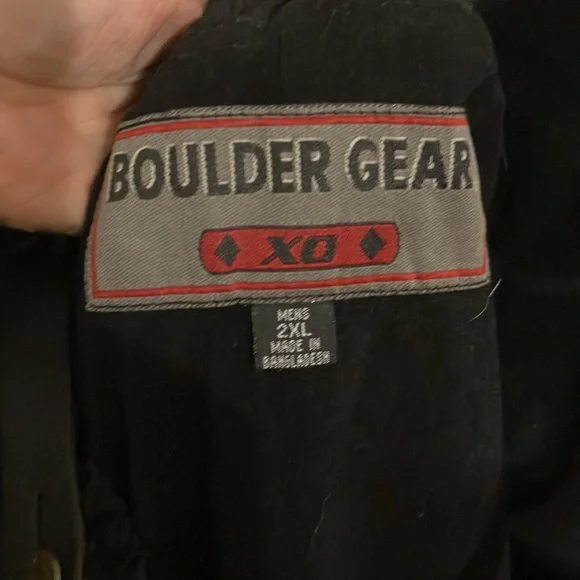 BOULDER GEAR
XO
MENS
2XL
MADE IN
BANGLADESH